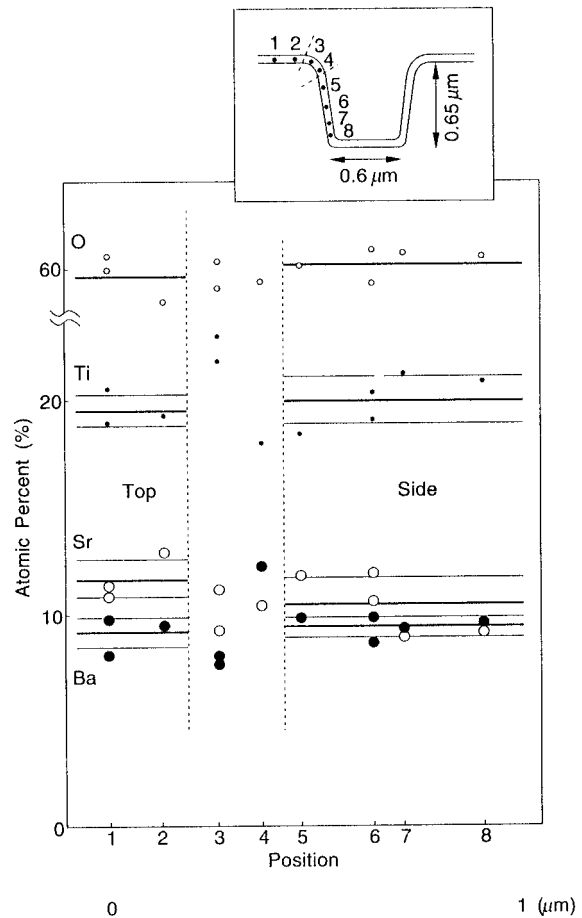 1 2 3
4
5
6
7
8
0.6 μm
0.65 μm
O
60
Ti
20
Atomic Percent (%)
Top
Side
Sr
10
Ba
0
1 2 3 4 5 6 7 8
Position
0
1 (μm)